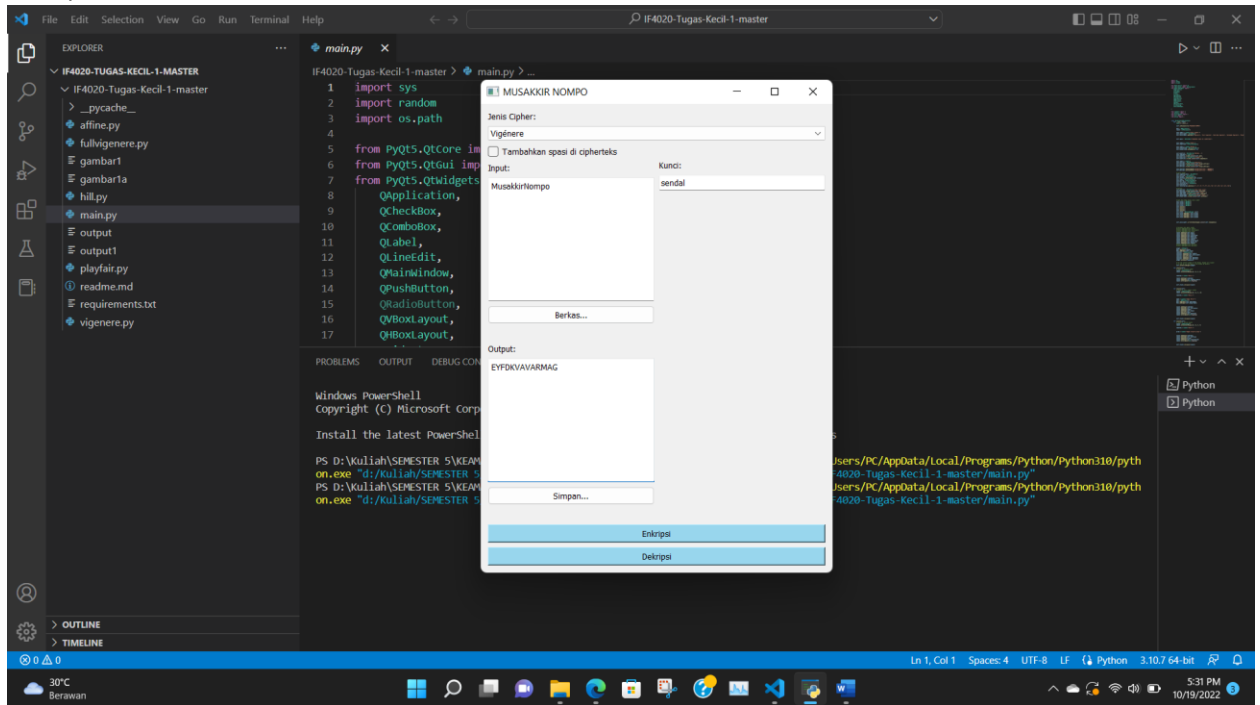 File Edit Selection View Go Run Terminal Help
IF4020-Tugas-Kecil-1-master
EXPLORER
main.py
IF4020-TUGAS-KECIL-1-MASTER
IF4020-Tugas-Kecil-1-master
__pycache__
affine.py
fullvigenere.py
gambar1
gambar1a
hill.py
main.py
output
output1
playfair.py
readme.md
requirements.txt
vigenere.py
OUTLINE
TIMELINE
IF4020-Tugas-Kecil-1-master > main.py > ...
1 import sys
2 import random
3 import os.path
4
5 from PyQt5.QtCore im
6 from PyQt5.QtGui imp
7 from PyQt5.QtWidgets
8 QApplication,
9 QCheckBox,
10 QComboBox,
11 QLabel,
12 QLineEdit,
13 QMainWindow,
14 QPushButton,
15 QRadioButton,
16 QVBoxLayout,
17 QHBoxLayout,
MUSAKKIR NOMPO
Jenis Cipher:
Vigénere
Tambahkan spasi di cipherteks
Input:
Kunci:
MusakkirNompo
sendal
Berkas...
Output:
EYFDKVAVARMAG
Simpan...
Enkripsi
Dekripsi
PROBLEMS OUTPUT DEBUG CON
Python
Python
Windows PowerShell
Copyright (C) Microsoft Corp
Install the latest PowerShel
s
PS D:\Kuliah\SEMESTER 5\KEAM
Jsers/PC/AppData/Local/Programs/Python/Python310/pyth
on.exe "d:/Kuliah/SEMESTER 5
4020-Tugas-Kecil-1-master/main.py"
PS D:\Kuliah\SEMESTER 5\KEAM
Jsers/PC/AppData/Local/Programs/Python/Python310/pyth
on.exe "d:/Kuliah/SEMESTER 5
4020-Tugas-Kecil-1-master/main.py"
0 0
Ln 1, Col 1 Spaces: 4 UTF-8 LF Python 3.10.7 64-bit
30°C
Berawan
5:31 PM
10/19/2022
3